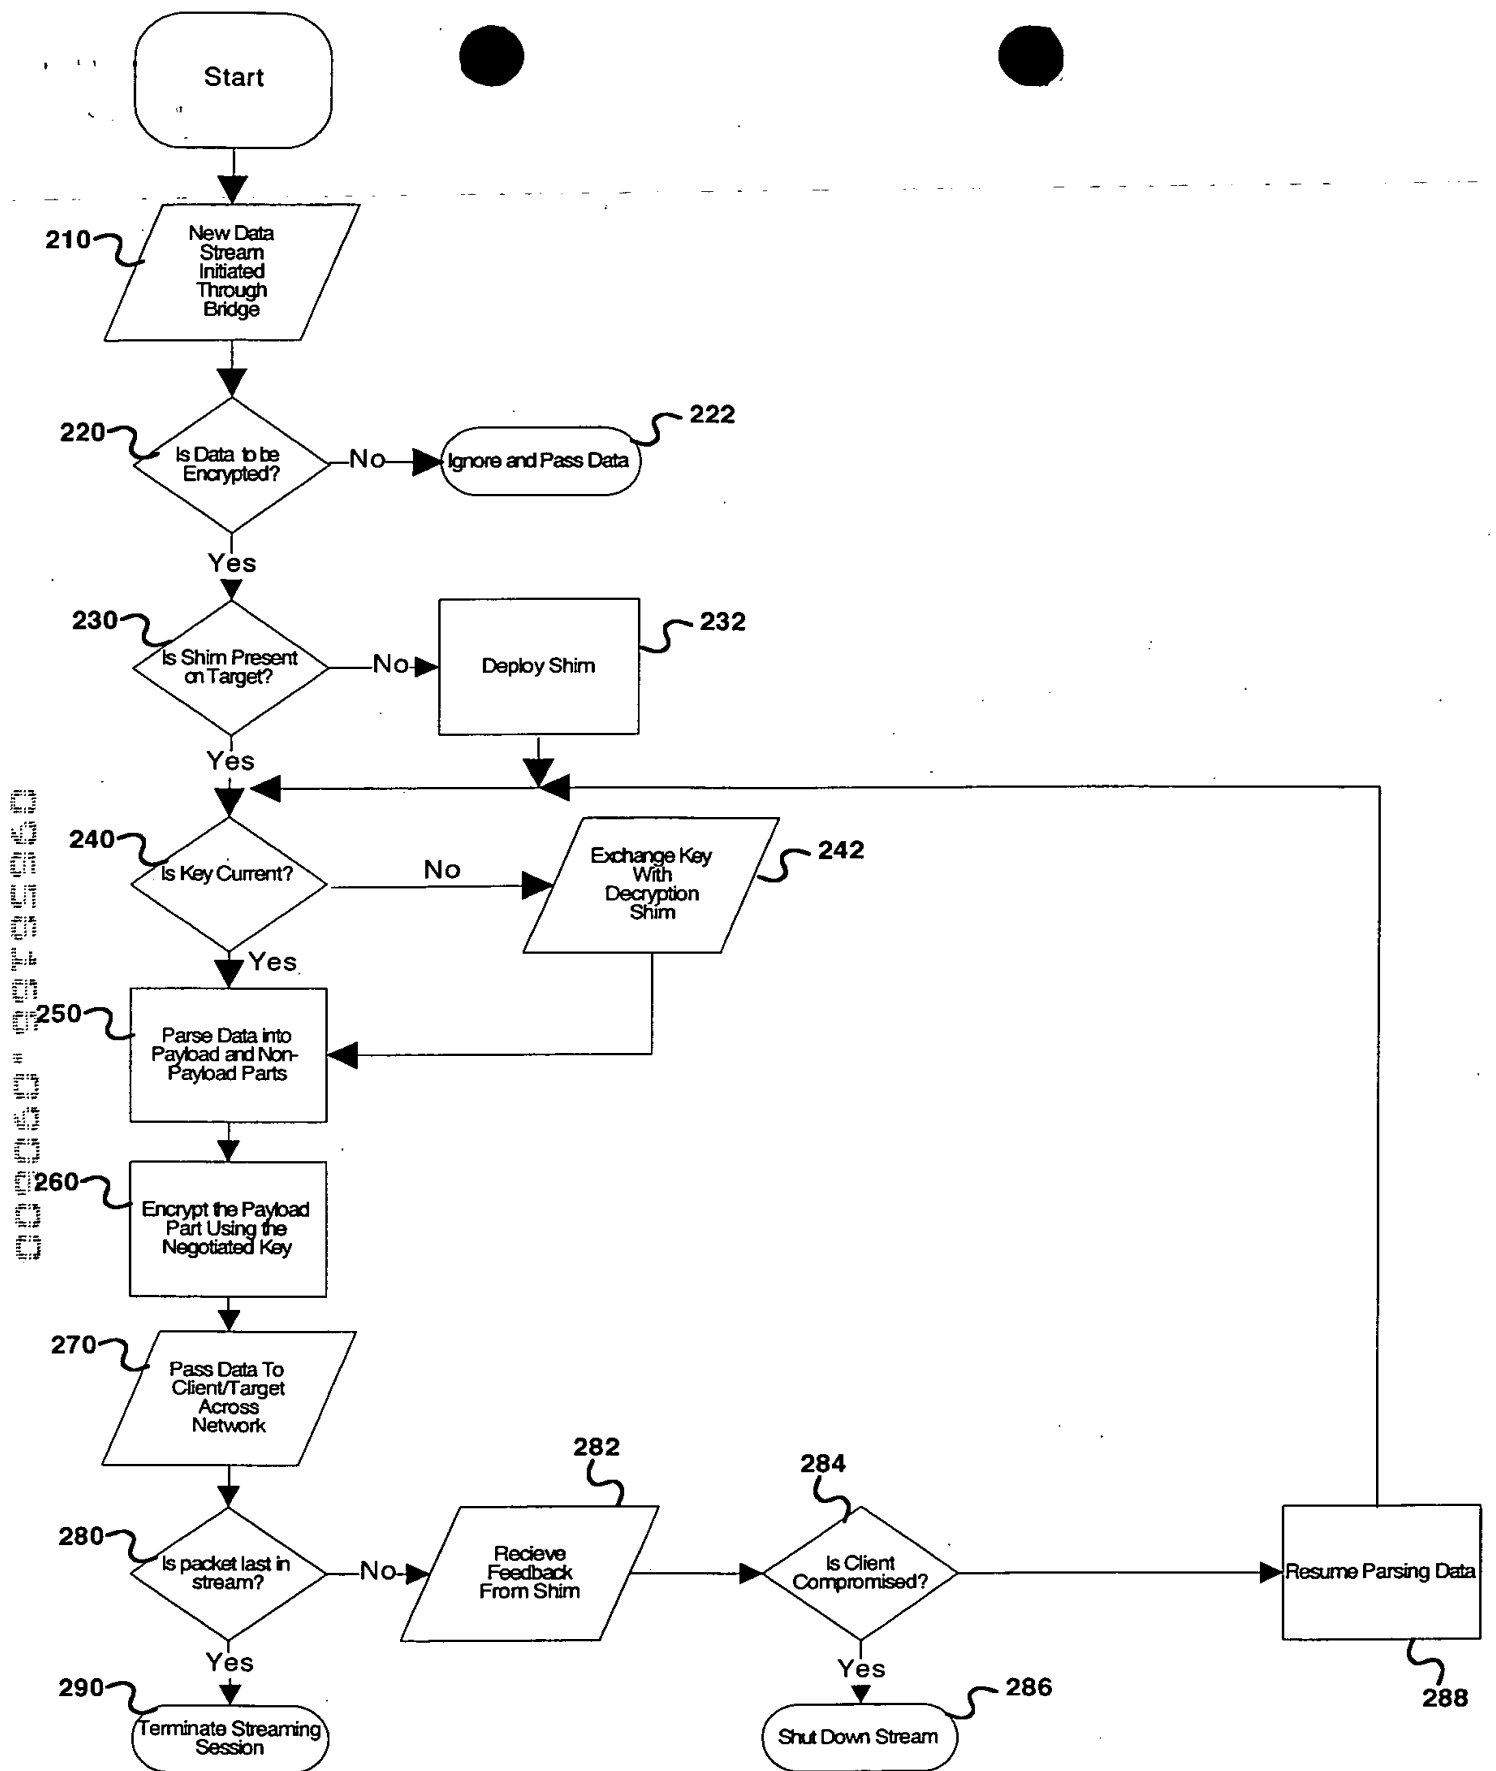 Start
210
New Data
Stream
Initiated
Through
Bridge
220
Is Data to be
Encrypted?
No
222
Ignore and Pass Data
Yes
230
Is Shim Present
on Target?
No
232
Deploy Shim
Yes
240
Is Key Current?
No
242
Exchange Key
With
Decryption
Shim
Yes
250
Parse Data into
Payload and Non-
Payload Parts
260
Encrypt the Payload
Part Using the
Negotiated Key
270
Pass Data To
Client/Target
Across
Network
280
Is packet last in
stream?
No
282
Recieve
Feedback
From Shim
284
Is Client
Compromised?
Resume Parsing Data
288
Yes
290
Terminate Streaming
Session
Yes
286
Shut Down Stream